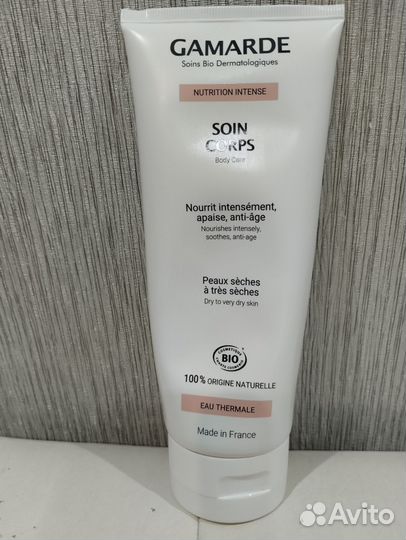 GAMARDE
Soins Bio Dermatologiques
NUTRITION INTENSE
SOIN
CORPS
Body Care
Nourrit intensément,
apaise, anti-âge
Nourishes intensely,
soothes, anti-age
Peaux sèches
à très sèches
Dry to very dry skin
COSMÉTIQUE
BIO
100% ORIGINE NATURELLE
EAU THERMALE
Made in France
Avito